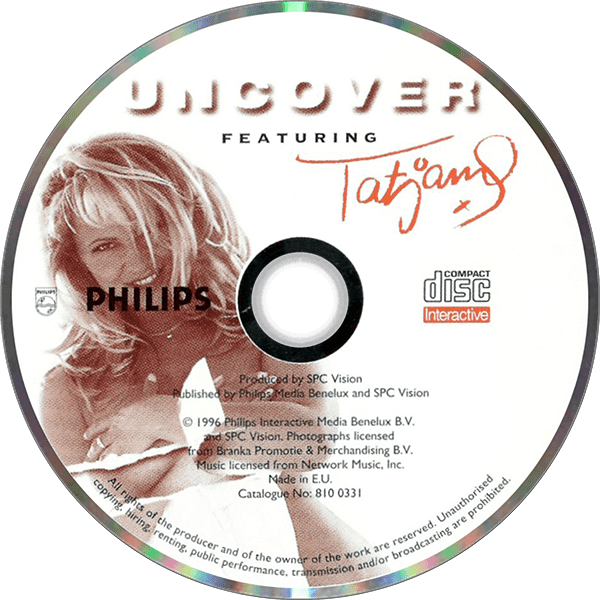 UNCOVER
FEATURING
Tatjana
x
PHILIPS
PHILIPS
COMPACT
disc
Interactive
Produced by SPC Vision
Published by Philips Media Benelux and SPC Vision
© 1996 Philips Interactive Media Benelux B.V.
and SPC Vision. Photographs licensed
from Branka Promotie & Merchandising B.V.
Music licensed from Network Music, Inc.
Made in E.U.
Catalogue No: 810 0331
All rights of the producer and of the owner of the work are reserved. Unauthorised
copying, hiring, renting, public performance, transmission and/or broadcasting are prohibited.